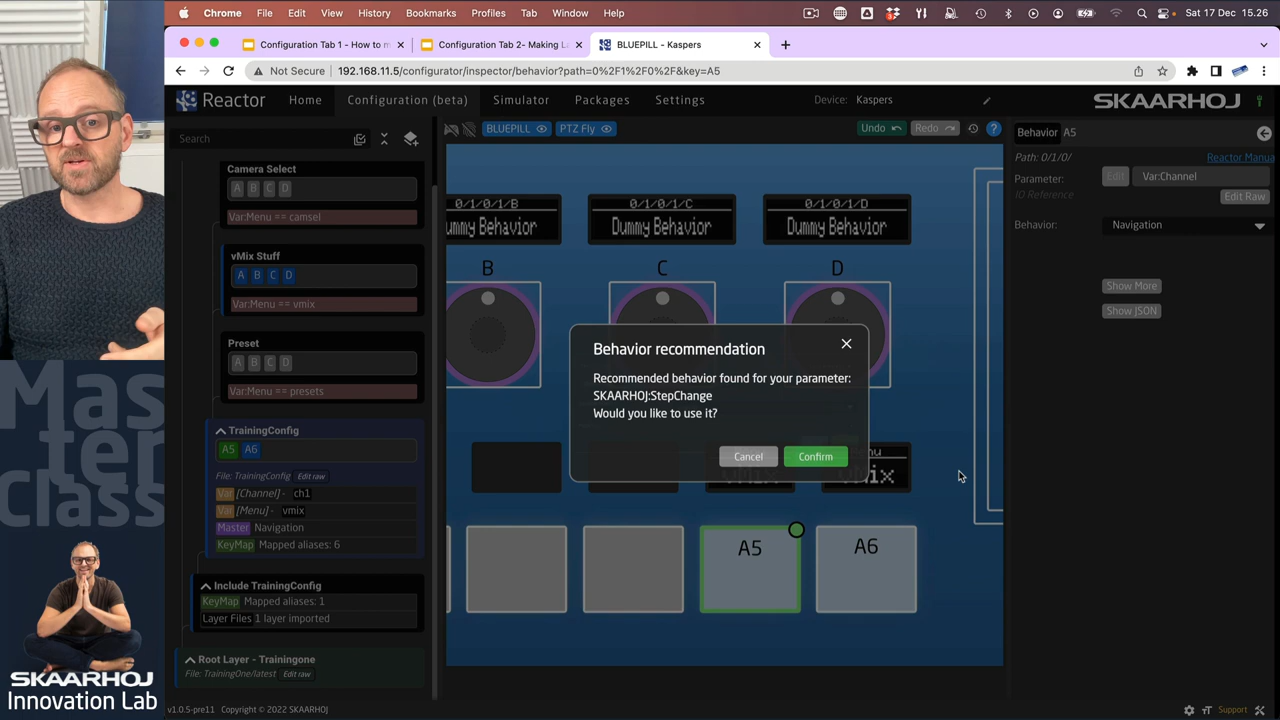 Chrome File Edit View History Bookmarks Profiles Tab Window Help Sat 17 Dec 15.26
Configuration Tab 1 - How to m
Configuration Tab 2- Making L
BLUEPILL - Kaspers
Not Secure 192.168.11.5/configurator/inspector/behavior?path=0%2F1%2F0%2F&key=A5
Reactor Home Configuration (beta) Simulator Packages Settings Device: Kaspers SKAARHOJ
Search
BLUEPILL PTZ Fly Undo Redo ?
Behavior A5
Path: 0/1/0/ Reactor Manua
Parameter: Edit Var:Channel
IO Reference Edit Raw
Behavior: Navigation
Show More
Show JSON
Camera Select
A B C D
Var:Menu == camsel
vMix Stuff
A B C D
Var:Menu == vmix
Preset
A B C D
Var:Menu == presets
TrainingConfig
A5 A6
File: TrainingConfig Edit raw
Var [Channel] - ch1
Var [Menu] - vmix
Master Navigation
KeyMap Mapped aliases: 6
Include TrainingConfig
KeyMap Mapped aliases: 1
Layer Files 1 layer imported
Root Layer - Trainingone
File: TrainingOne/latest Edit raw
0/1/0/1/B 0/1/0/1/C 0/1/0/1/D
Dummy Behavior Dummy Behavior Dummy Behavior
B C D
Behavior recommendation
Recommended behavior found for your parameter:
SKAARHOJ:StepChange
Would you like to use it?
Cancel Confirm
A5 A6
v1.0.5-pre11 Copyright © 2022 SKAARHOJ
Support
Mas
ter
Class
SKAARHOJ
Innovation Lab